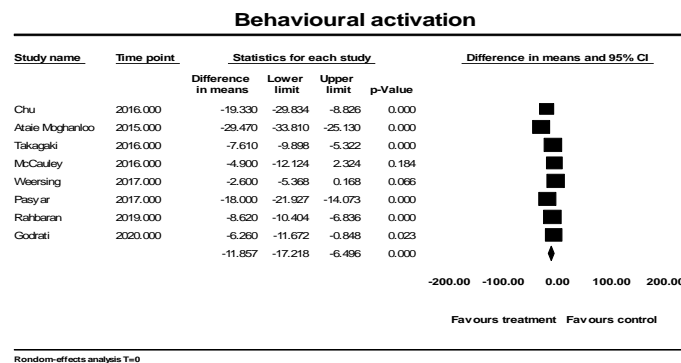 Behavioural activation
Study name Time point Statistics for each study Difference in means and 95% CI
Difference Lower Upper
in means limit limit p-Value
Chu 2016.000 -19.330 -29.834 -8.826 0.000
Ataie Moghanloo 2015.000 -29.470 -33.810 -25.130 0.000
Takagaki 2016.000 -7.610 -9.898 -5.322 0.000
McCauley 2016.000 -4.900 -12.124 2.324 0.184
Weersing 2017.000 -2.600 -5.368 0.168 0.066
Pasyar 2017.000 -18.000 -21.927 -14.073 0.000
Rahbaran 2019.000 -8.620 -10.404 -6.836 0.000
Godrati 2020.000 -6.260 -11.672 -0.848 0.023
-11.857 -17.218 -6.496 0.000
-200.00 -100.00 0.00 100.00 200.00
Favours treatment Favours control
Rondom-effects analysis T=0